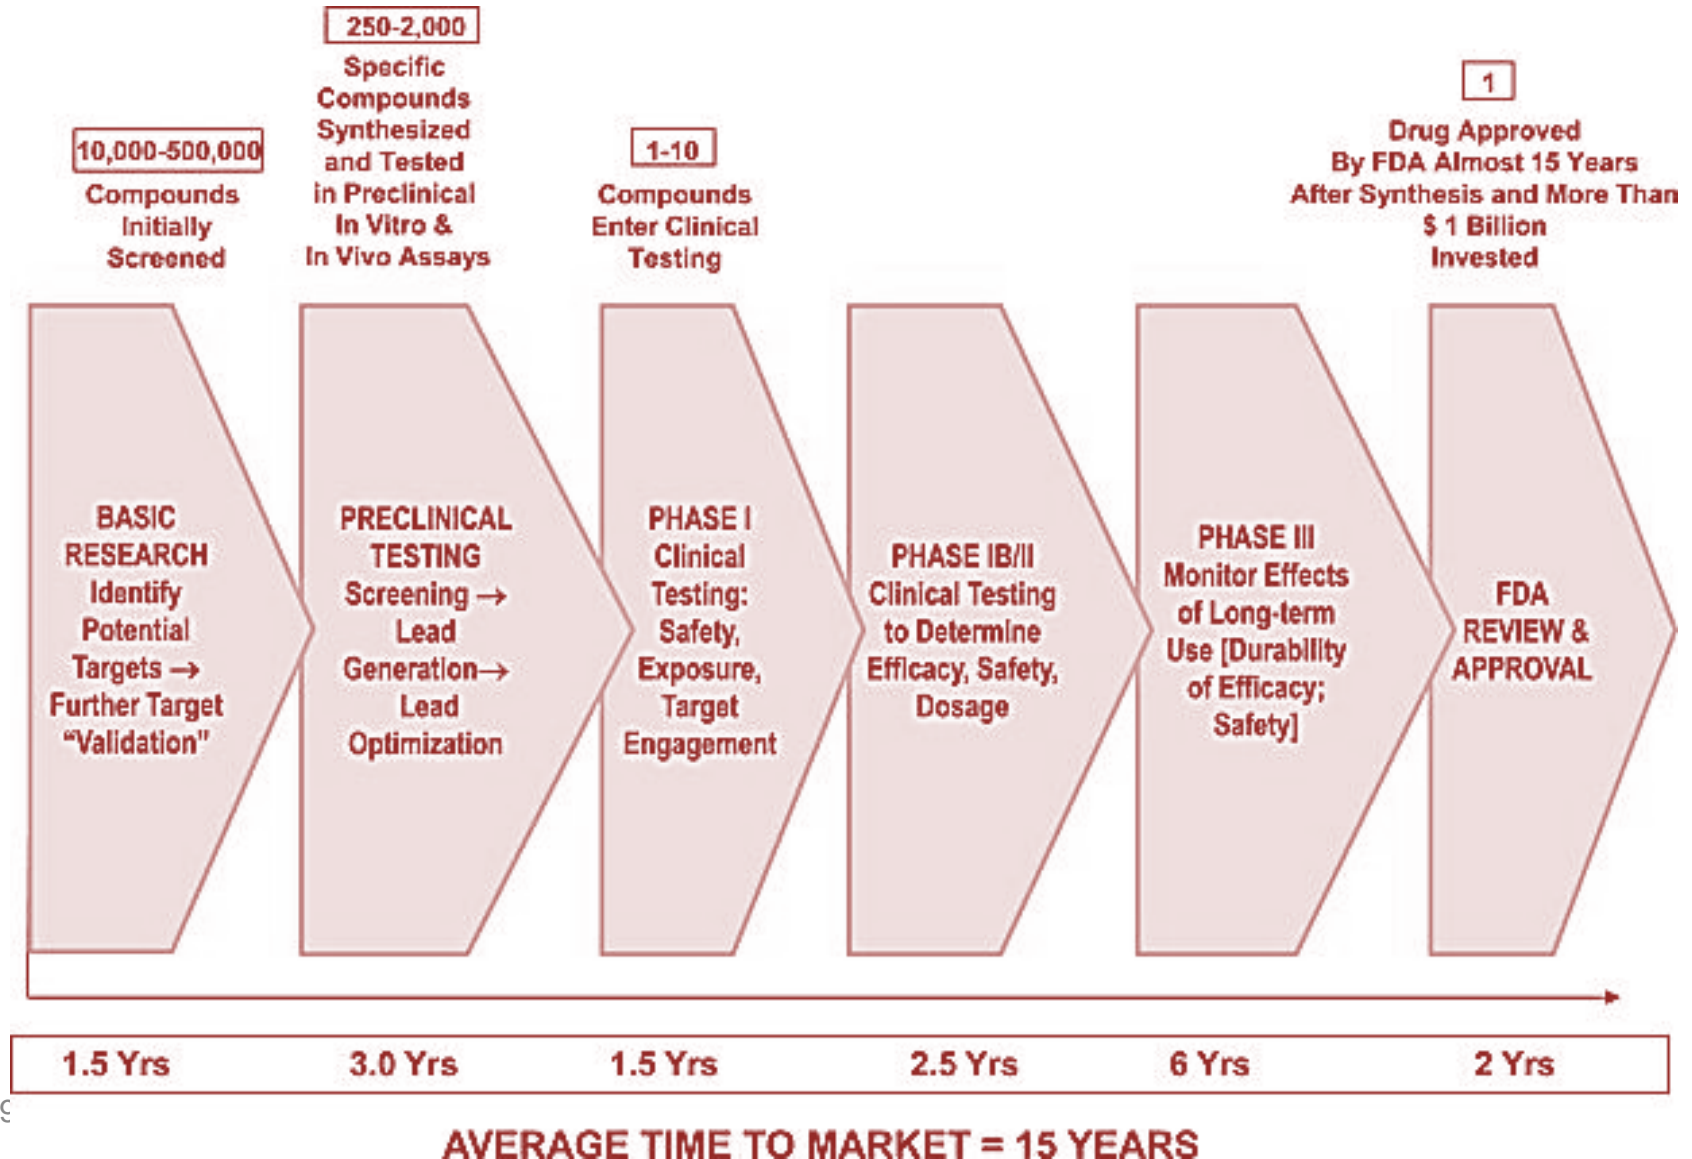 250-2,000
Specific
Compounds
Synthesized
and Tested
in Preclinical
In Vitro &
In Vivo Assays
10,000-500,000
Compounds
Initially
Screened
1-10
Compounds
Enter Clinical
Testing
1
Drug Approved
By FDA Almost 15 Years
After Synthesis and More Than
$ 1 Billion
Invested
BASIC
RESEARCH
Identify
Potential
Targets →
Further Target
“Validation”
PRECLINICAL
TESTING
Screening →
Lead
Generation→
Lead
Optimization
PHASE I
Clinical
Testing:
Safety,
Exposure,
Target
Engagement
PHASE IB/II
Clinical Testing
to Determine
Efficacy, Safety,
Dosage
PHASE III
Monitor Effects
of Long-term
Use [Durability
of Efficacy;
Safety]
FDA
REVIEW &
APPROVAL
1.5 Yrs
3.0 Yrs
1.5 Yrs
2.5 Yrs
6 Yrs
2 Yrs
AVERAGE TIME TO MARKET = 15 YEARS